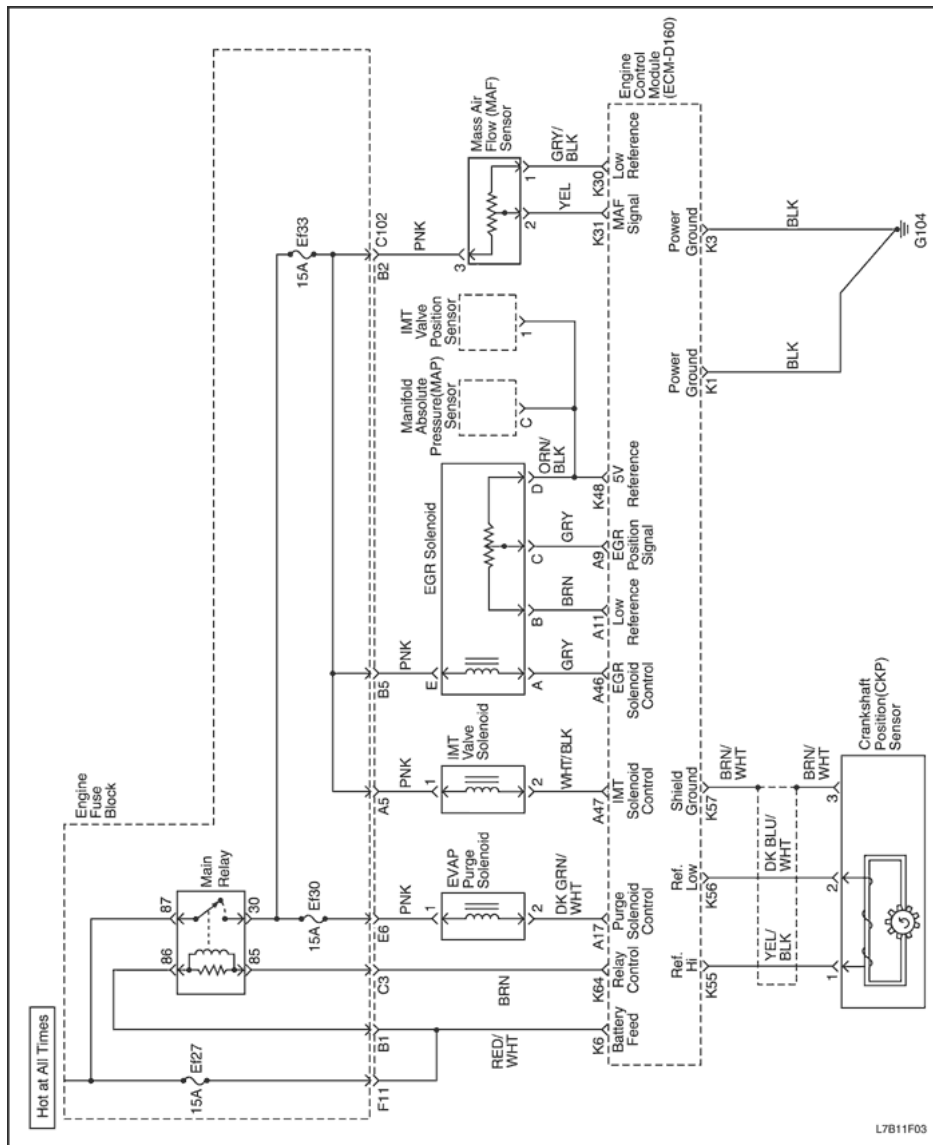 Hot at All Times
Engine Fuse
Block
Main
Relay
86
87
85
30
15A Ef27
15A Ef30
15A Ef33
F11
B1
C3
E6
A5
B5
B2
C102
RED/
WHT
BRN
PNK
PNK
PNK
PNK
1
EVAP
Purge
Solenoid
2
DK GRN/
WHT
1
IMT
Valve
Solenoid
2
WHT/BLK
E
EGR Solenoid
A
B
C
D
GRY
BRN
GRY
ORN/
BLK
Manifold
Absolute
Pressure(MAP)
Sensor
C
IMT
Valve
Position
Sensor
1
Mass Air
Flow (MAF)
Sensor
3
2
1
YEL
GRY/
BLK
K6
K64
A17
A47
A46
A11
A9
K48
K31
K30
Battery
Feed
Relay
Control
Purge
Solenoid
Control
IMT
Solenoid
Control
EGR
Solenoid
Control
Low
Reference
EGR
Position
Signal
5V
Reference
MAF
Signal
Low
Reference
Engine
Control
Module
(ECM-D160)
Ref.
Hi
Ref.
Low
Shield
Ground
Power
Ground
Power
Ground
K55
K56
K57
K1
K3
YEL/
BLK
DK BLU/
WHT
BRN/
WHT
BRN/
WHT
BLK
BLK
G104
1
2
3
Crankshaft
Position(CKP)
Sensor
L7B11F03